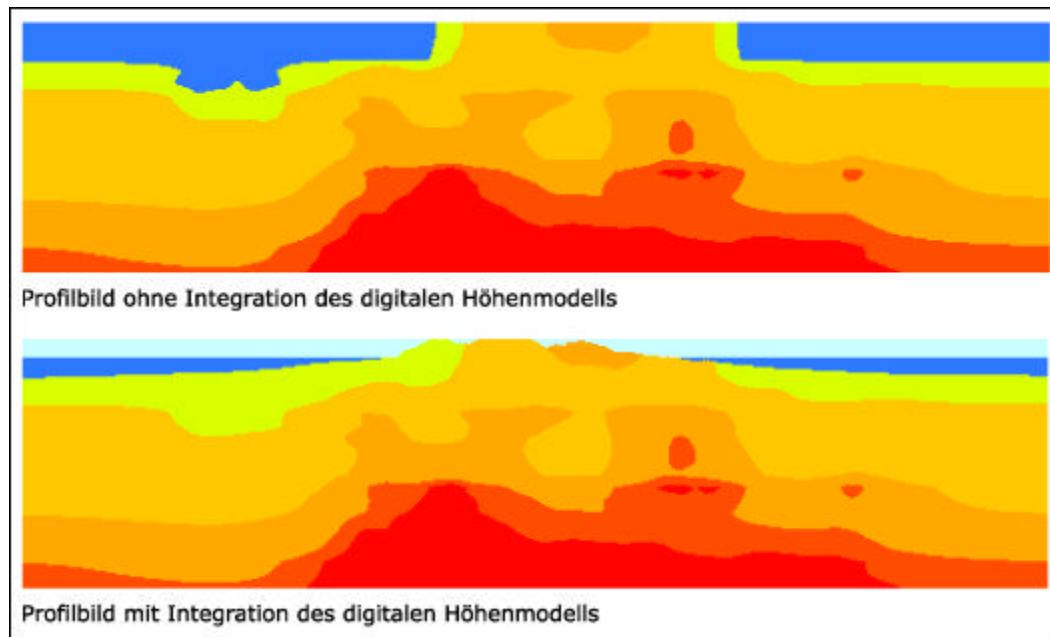 Profilbild ohne Integration des digitalen Höhenmodells
Profilbild mit Integration des digitalen Höhenmodells